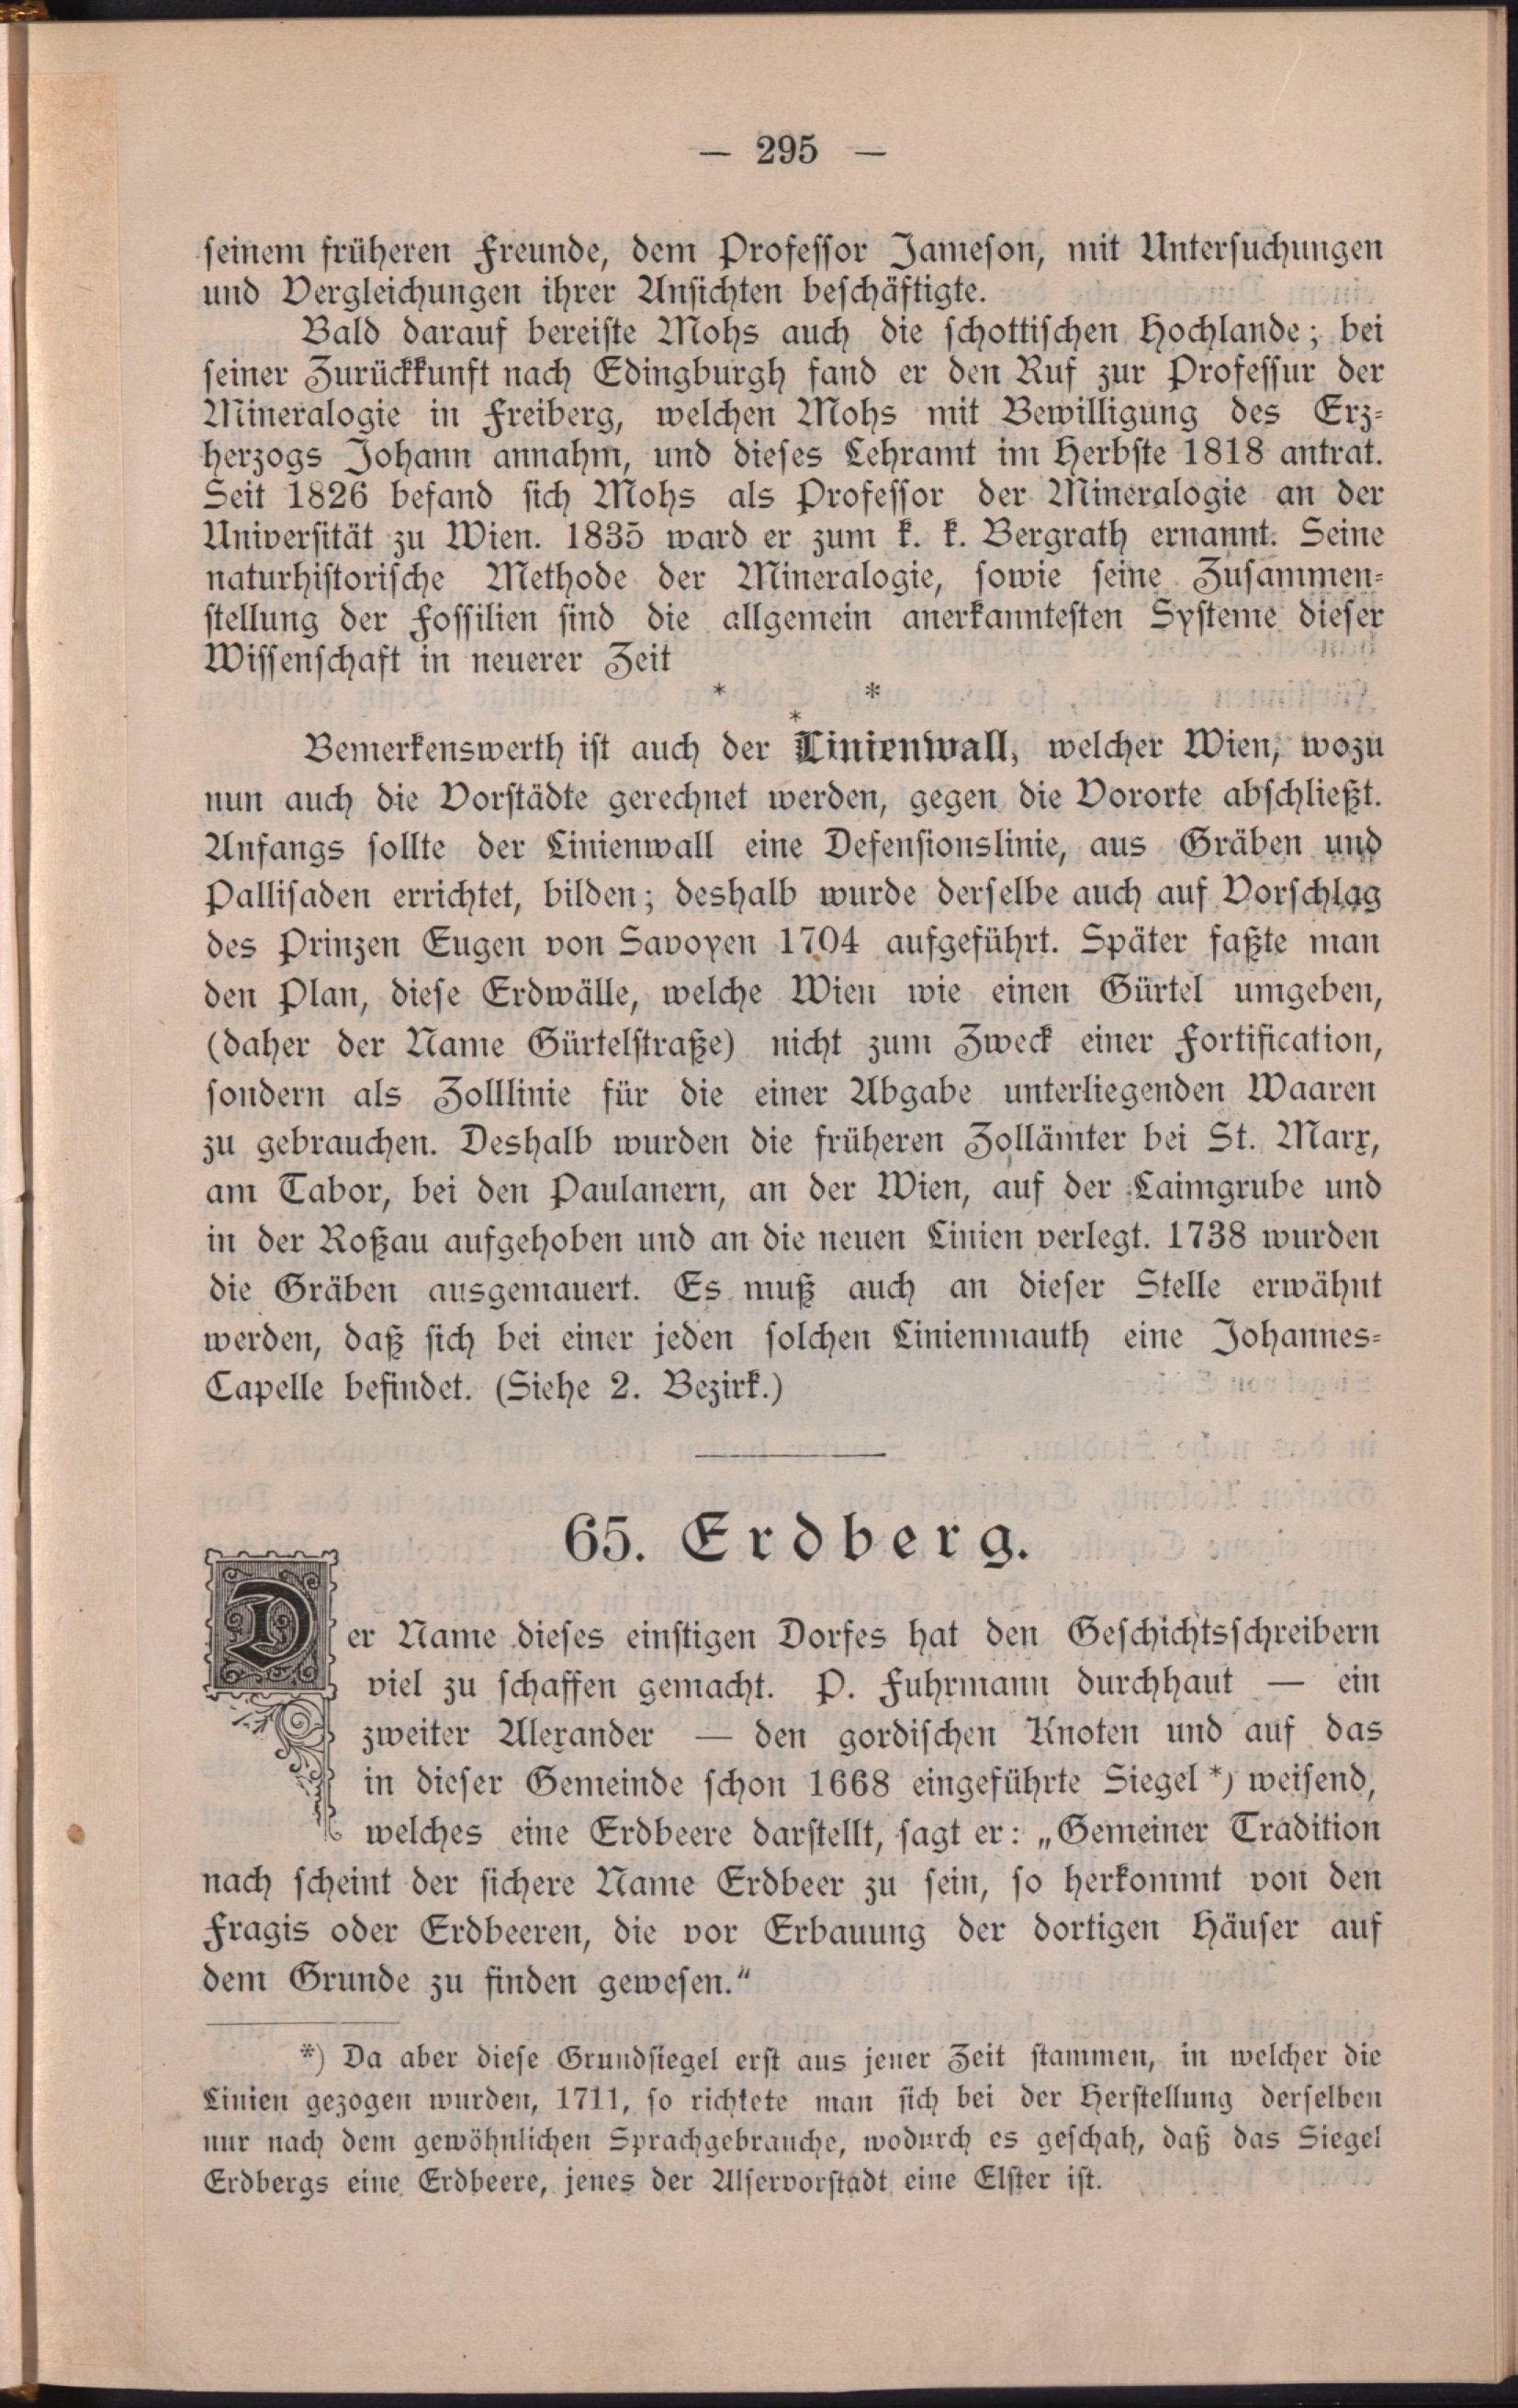 — 295 —
seinem früheren Freunde, dem Professor Jameson, mit Untersuchungen
und Vergleichungen ihrer Ansichten beschäftigte.
Bald darauf bereiste Mohs auch die schottischen Hochlande; bei
seiner Zurückkunft nach Edingburgh fand er den Ruf zur Professur der
Mineralogie in Freiberg, welchen Mohs mit Bewilligung des Erz-
herzogs Johann annahm, und dieses Lehramt im Herbste 1818 antrat.
Seit 1826 befand sich Mohs als Professor der Mineralogie an der
Universität zu Wien. 1835 ward er zum k. k. Bergrath ernannt. Seine
naturhistorische Methode der Mineralogie, sowie seine Zusammen-
stellung der Fossilien sind die allgemein anerkanntesten Systeme dieser
Wissenschaft in neuerer Zeit
* *
*
Bemerkenswerth ist auch der Linienwall, welcher Wien, wozu
nun auch die Vorstädte gerechnet werden, gegen die Vororte abschließt.
Anfangs sollte der Linienwall eine Defensionslinie, aus Gräben und
Pallisaden errichtet, bilden; deshalb wurde derselbe auch auf Vorschlag
des Prinzen Eugen von Savoyen 1704 aufgeführt. Später faßte man
den Plan, diese Erdwälle, welche Wien wie einen Gürtel umgeben,
(daher der Name Gürtelstraße) nicht zum Zweck einer Fortification,
sondern als Zolllinie für die einer Abgabe unterliegenden Waaren
zu gebrauchen. Deshalb wurden die früheren Zollämter bei St. Marx,
am Tabor, bei den Paulanern, an der Wien, auf der Laimgrube und
in der Roßau aufgehoben und an die neuen Linien verlegt. 1738 wurden
die Gräben ausgemauert. Es muß auch an dieser Stelle erwähnt
werden, daß sich bei einer jeden solchen Linienmauth eine Johannes-
Capelle befindet. (Siehe 2. Bezirk.)
65. Erdberg.
Der Name dieses einstigen Dorfes hat den Geschichtsschreibern
viel zu schaffen gemacht. P. Fuhrmann durchhaut — ein
zweiter Alexander — den gordischen Knoten und auf das
in dieser Gemeinde schon 1668 eingeführte Siegel *) weisend,
welches eine Erdbeere darstellt, sagt er: „Gemeiner Tradition
nach scheint der sichere Name Erdbeer zu sein, so herkommt von den
Fragis oder Erdbeeren, die vor Erbauung der dortigen Häuser auf
dem Grunde zu finden gewesen.“
*) Da aber diese Grundsiegel erst aus jener Zeit stammen, in welcher die
Linien gezogen wurden, 1711, so richtete man sich bei der Herstellung derselben
nur nach dem gewöhnlichen Sprachgebrauche, wodurch es geschah, daß das Siegel
Erdbergs eine Erdbeere, jenes der Alservorstadt eine Elster ist.